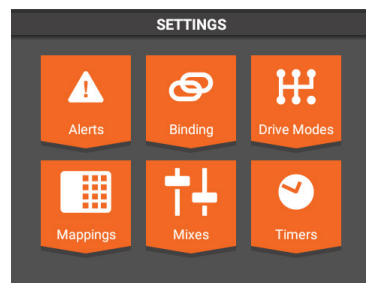 SETTINGS
Alerts
Binding
Drive Modes
Mappings
Mixes
Timers